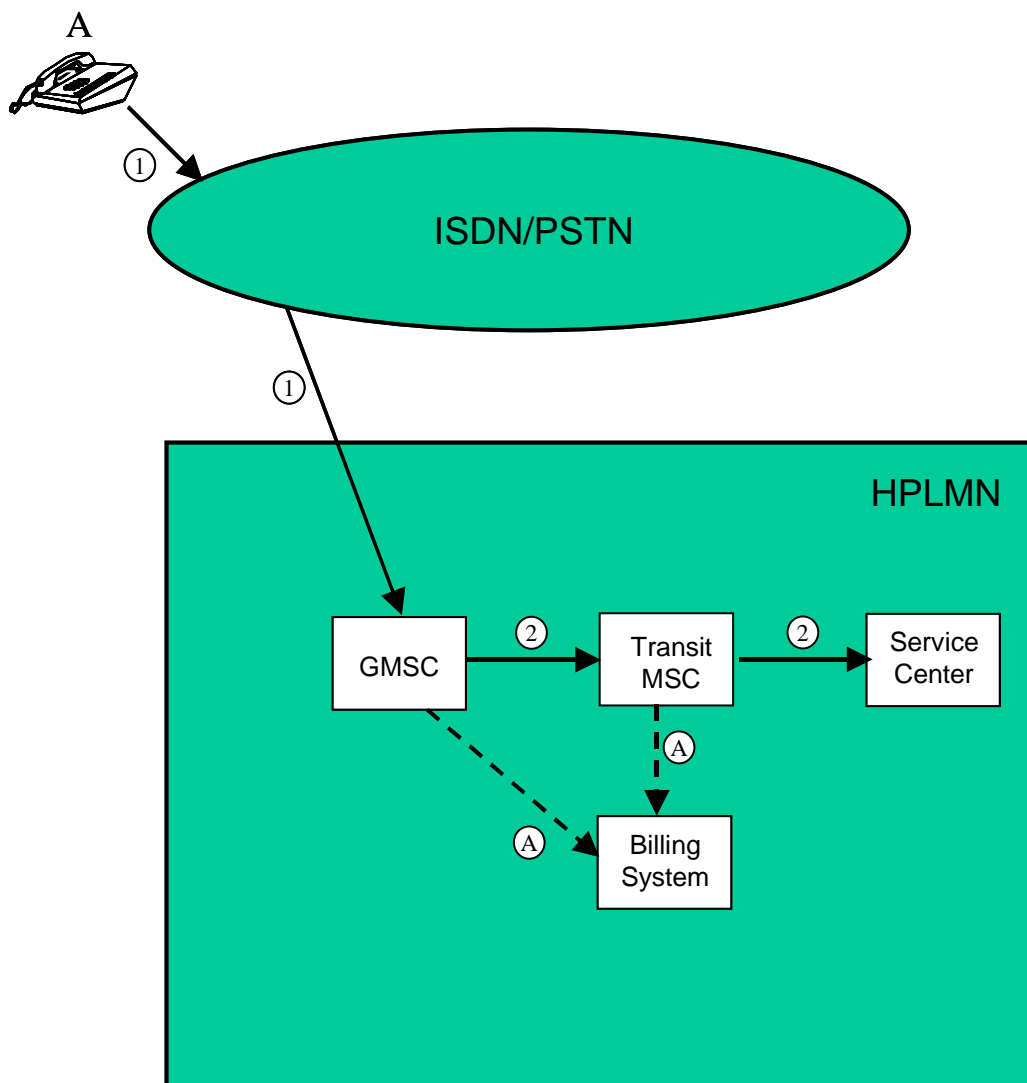 A
1
ISDN/PSTN
1
HPLMN
GMSC
2
Transit
MSC
2
Service
Center
A
A
Billing
System